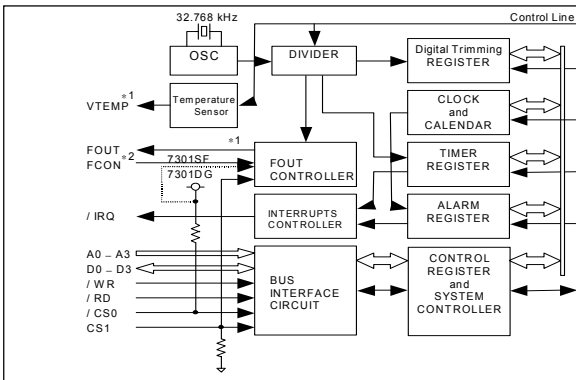 32.768 kHz
Control Line
OSC
DIVIDER
Digital Trimming
REGISTER
VTEMP *1
Temperature
Sensor
CLOCK
and
CALENDAR
FOUT *1
FCON *2
7301SF
7301DG
FOUT
CONTROLLER
TIMER
REGISTER
/ IRQ
INTERRUPTS
CONTROLLER
ALARM
REGISTER
A0 – A3
D0 – D3
/ WR
/ RD
/ CS0
CS1
BUS
INTERFACE
CIRCUIT
CONTROL
REGISTER
and
SYSTEM
CONTROLLER